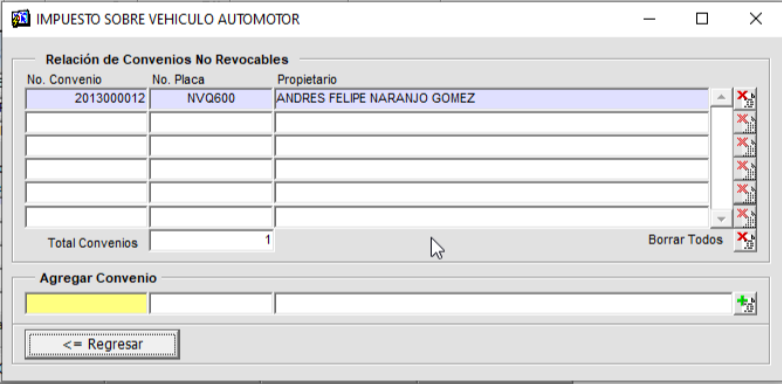 IMPUESTO SOBRE VEHICULO AUTOMOTOR
Relación de Convenios No Revocables
No. Convenio No. Placa Propietario
2013000012 NVQ600 ANDRES FELIPE NARANJO GOMEZ
Total Convenios 1 Borrar Todos
Agregar Convenio
<= Regresar